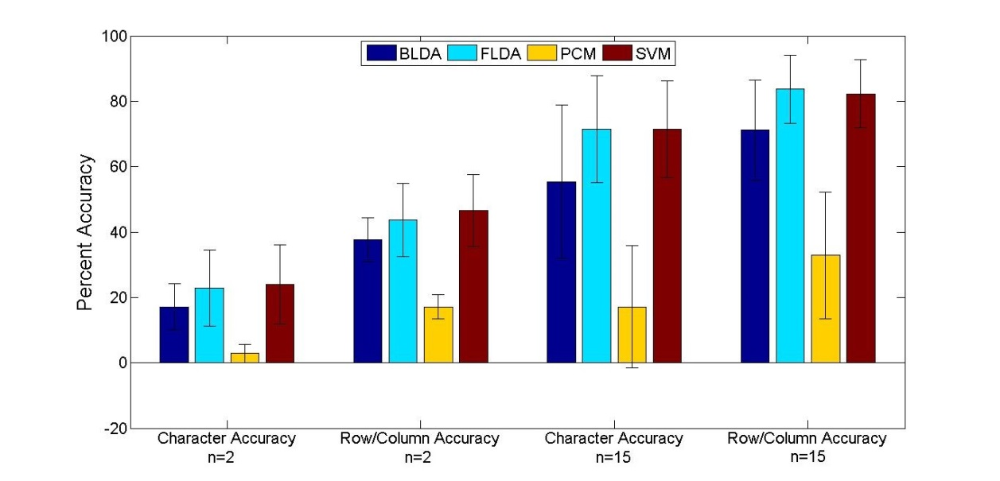 100
BLDA FLDA PCM SVM
80
60
40
20
0
-20
Percent Accuracy
Character Accuracy n=2
Row/Column Accuracy n=2
Character Accuracy n=15
Row/Column Accuracy n=15